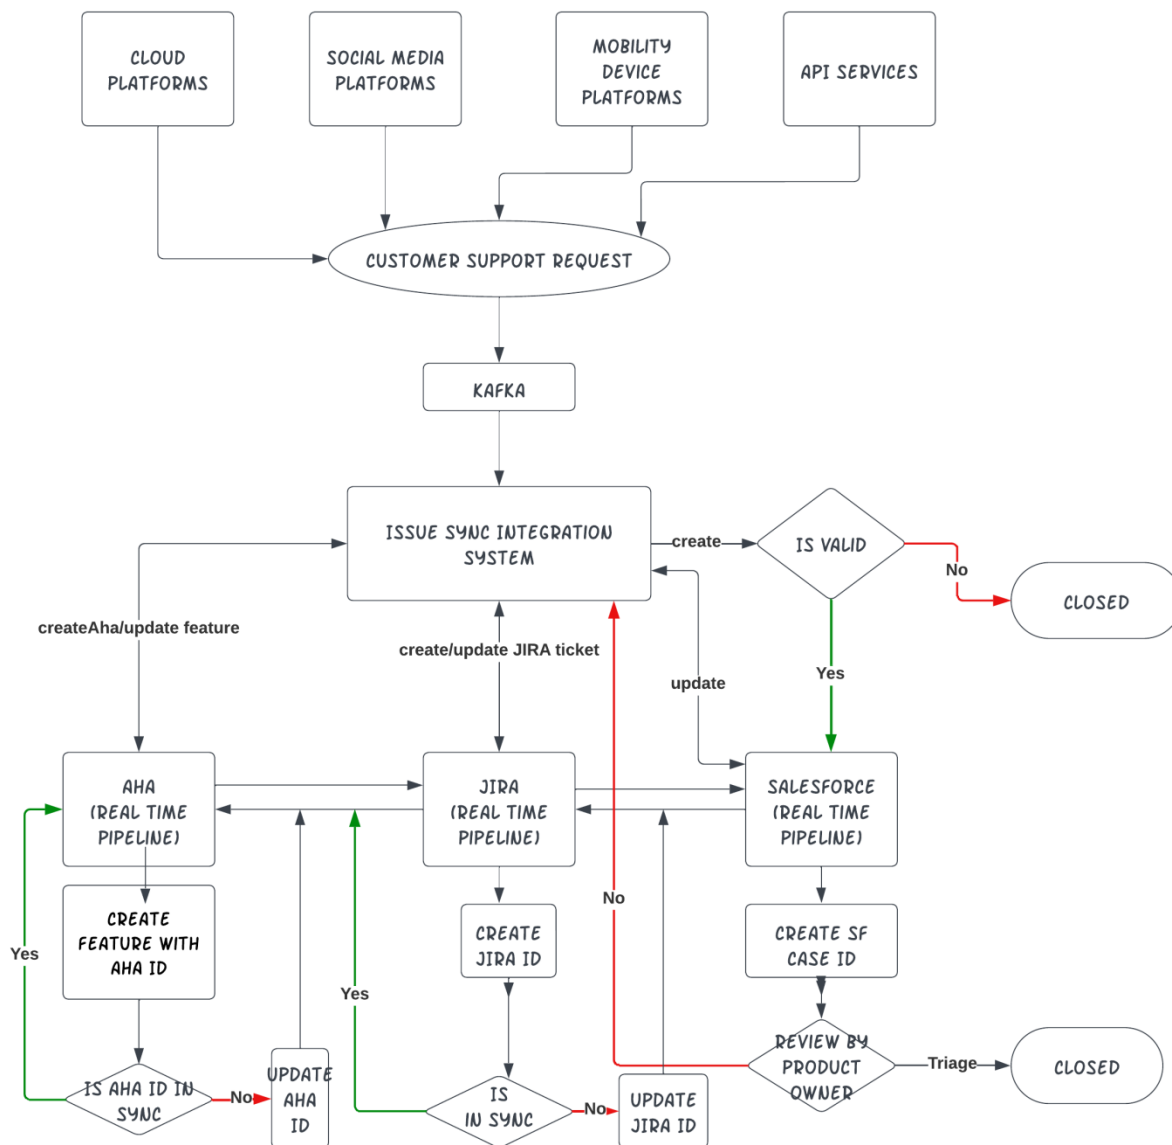 CLOUD
PLATFORMS
SOCIAL MEDIA
PLATFORMS
MOBILITY
DEVICE
PLATFORMS
API SERVICES
CUSTOMER SUPPORT REQUEST
KAFKA
ISSUE SYNC INTEGRATION
SYSTEM
create
IS VALID
No
CLOSED
createAha/update feature
create/update JIRA ticket
update
Yes
AHA
(REAL TIME
PIPELINE)
JIRA
(REAL TIME
PIPELINE)
SALESFORCE
(REAL TIME
PIPELINE)
No
CREATE
FEATURE WITH
AHA ID
CREATE
JIRA ID
CREATE SF
CASE ID
Yes
Yes
REVIEW BY
PRODUCT
OWNER
Triage
CLOSED
IS AHA ID IN
SYNC
No
UPDATE
AHA
ID
IS
IN SYNC
No
UPDATE
JIRA ID